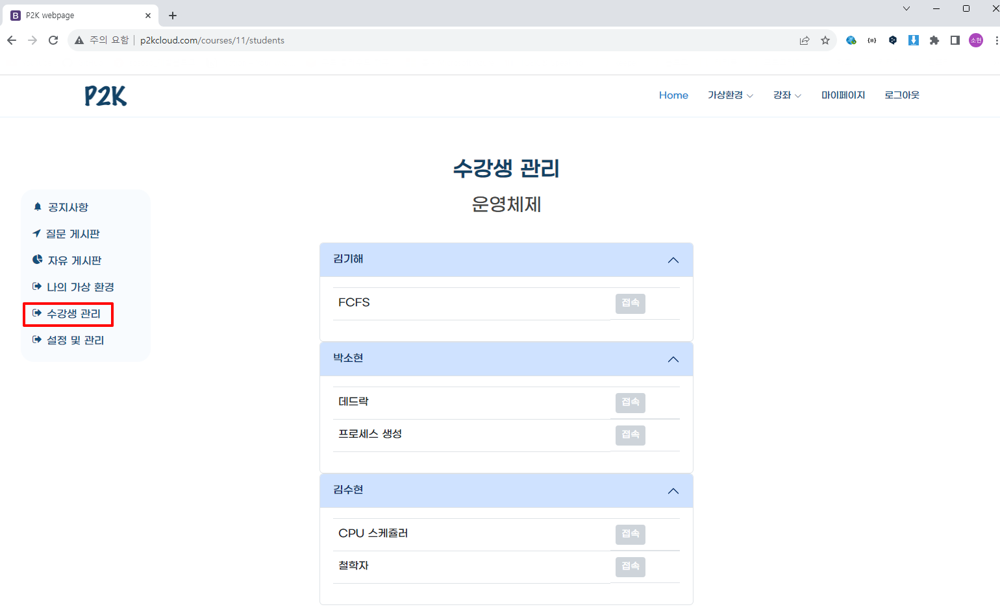 P2K webpage
주의 요함 | p2kcloud.com/courses/11/students
소현
P2K
Home 가상환경 강좌 마이페이지 로그아웃
수강생 관리
운영체제
공지사항
질문 게시판
자유 게시판
나의 가상 환경
수강생 관리
설정 및 관리
김기해
FCFS 접속
박소현
데드락 접속
프로세스 생성 접속
김수현
CPU 스케쥴러 접속
철학자 접속